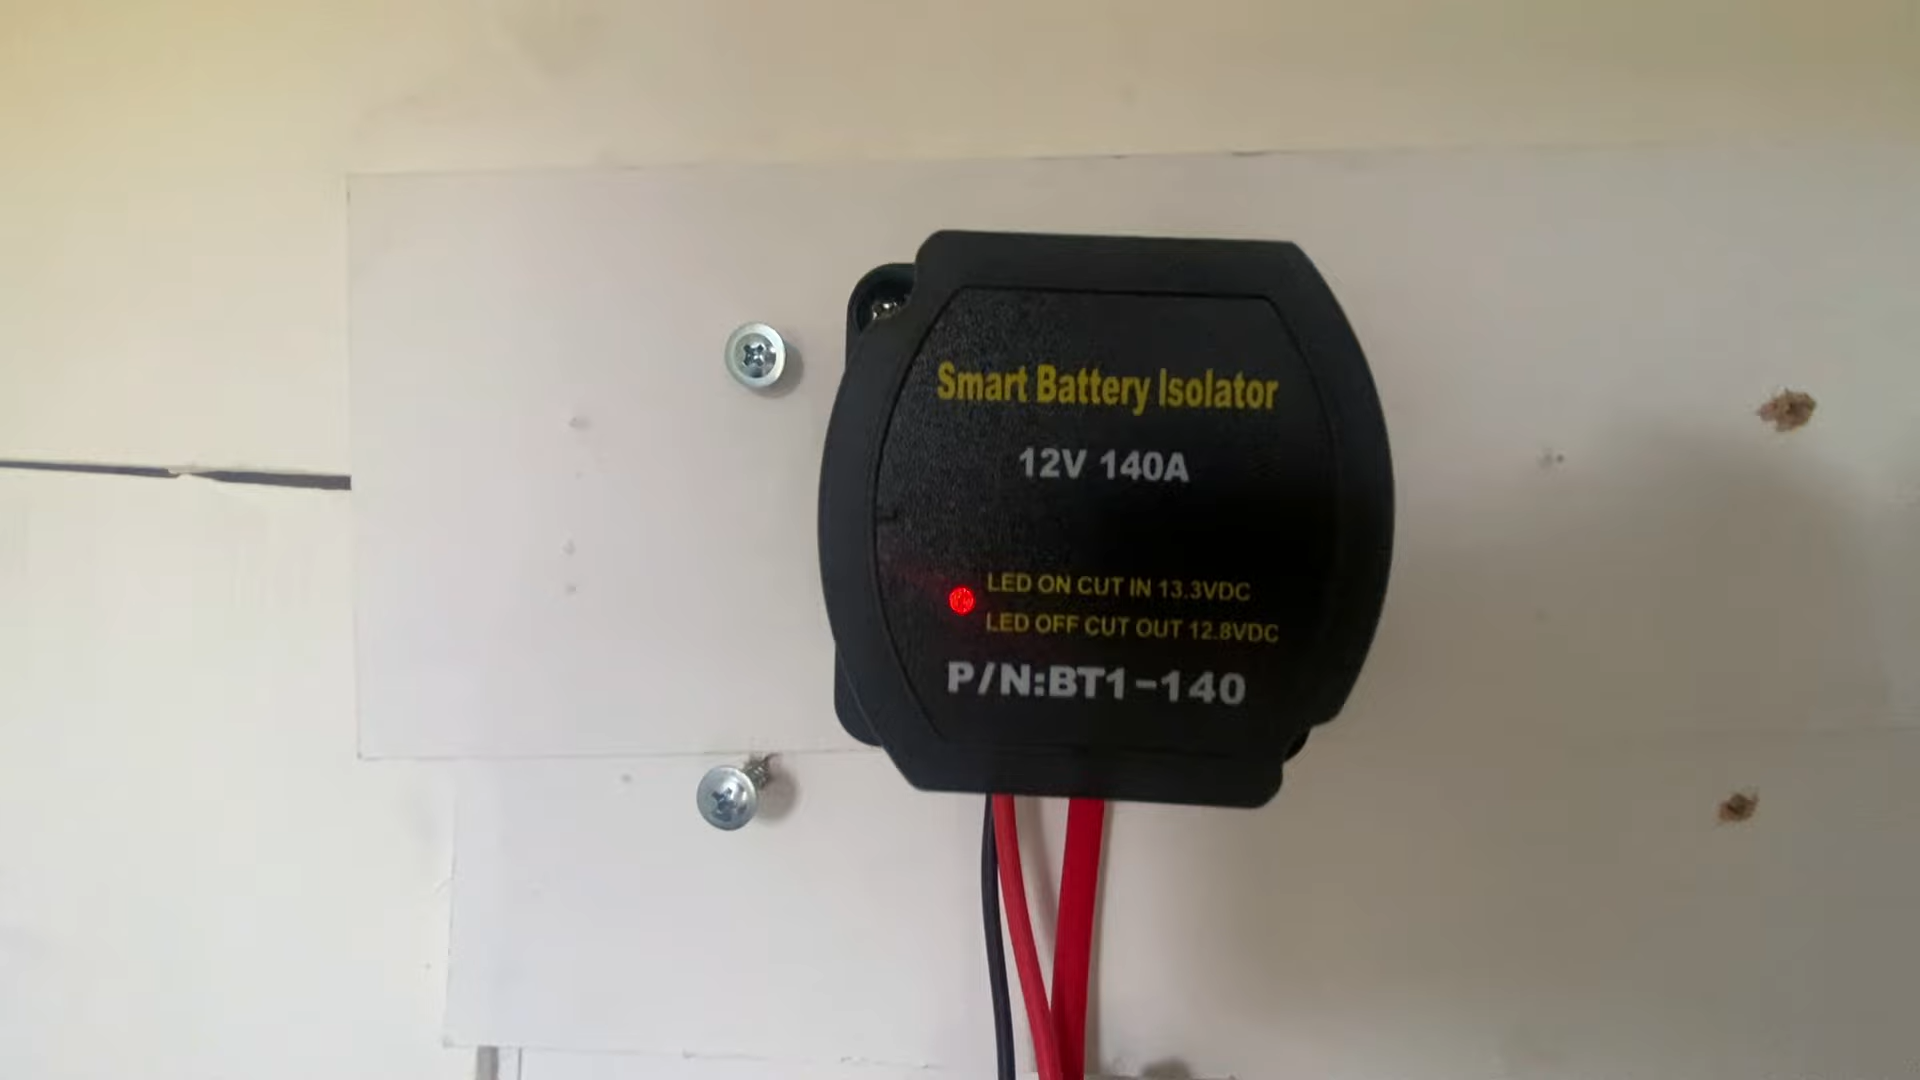 Smart Battery Isolator
12V 140A
LED ON CUT IN 13.3VDC
LED OFF CUT OUT 12.8VDC
P/N:BT1-140